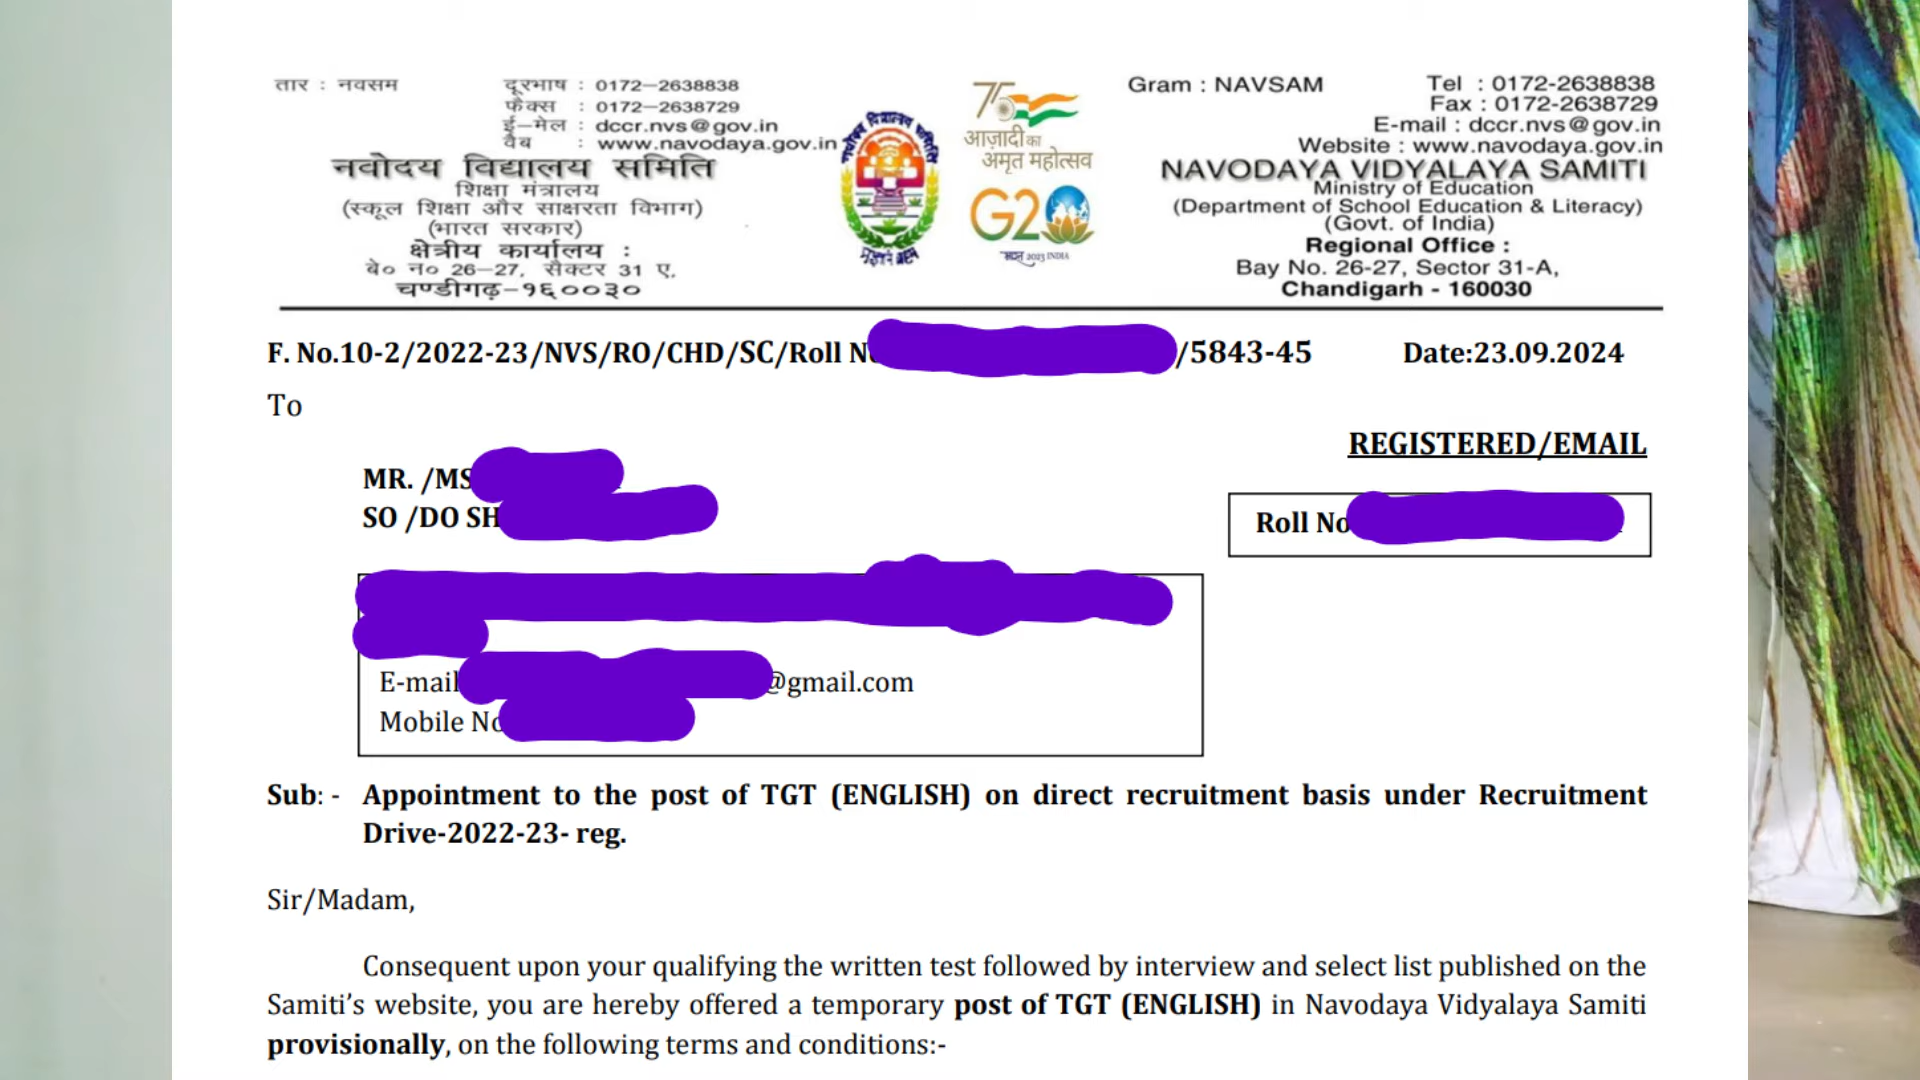 तार : नवसम
दूरभाष : 0172–2638838
फैक्स : 0172–2638729
ई–मेल : dccr.nvs@gov.in
वैब : www.navodaya.gov.in
नवोदय विद्यालय समिति
शिक्षा मंत्रालय
(स्कूल शिक्षा और साक्षरता विभाग)
(भारत सरकार)
क्षेत्रीय कार्यालय :
बे० न० 26–27, सैक्टर 31 ए,
चण्डीगढ़–१६००३०
नवोदय विद्यालय समिति
75
आज़ादी का
अमृत महोत्सव
G20
2023 INDIA
Gram : NAVSAM
Tel : 0172-2638838
Fax : 0172-2638729
E-mail : dccr.nvs@gov.in
Website : www.navodaya.gov.in
NAVODAYA VIDYALAYA SAMITI
Ministry of Education
(Department of School Education & Literacy)
(Govt. of India)
Regional Office :
Bay No. 26-27, Sector 31-A,
Chandigarh - 160030
F. No.10-2/2022-23/NVS/RO/CHD/SC/Roll /5843-45 Date:23.09.2024
To
REGISTERED/EMAIL
MR. /MS
SO /DO SH
Roll No
E-mail @gmail.com
Mobile No
Sub: - Appointment to the post of TGT (ENGLISH) on direct recruitment basis under Recruitment
Drive-2022-23- reg.
Sir/Madam,
Consequent upon your qualifying the written test followed by interview and select list published on the
Samiti’s website, you are hereby offered a temporary post of TGT (ENGLISH) in Navodaya Vidyalaya Samiti
provisionally, on the following terms and conditions:-